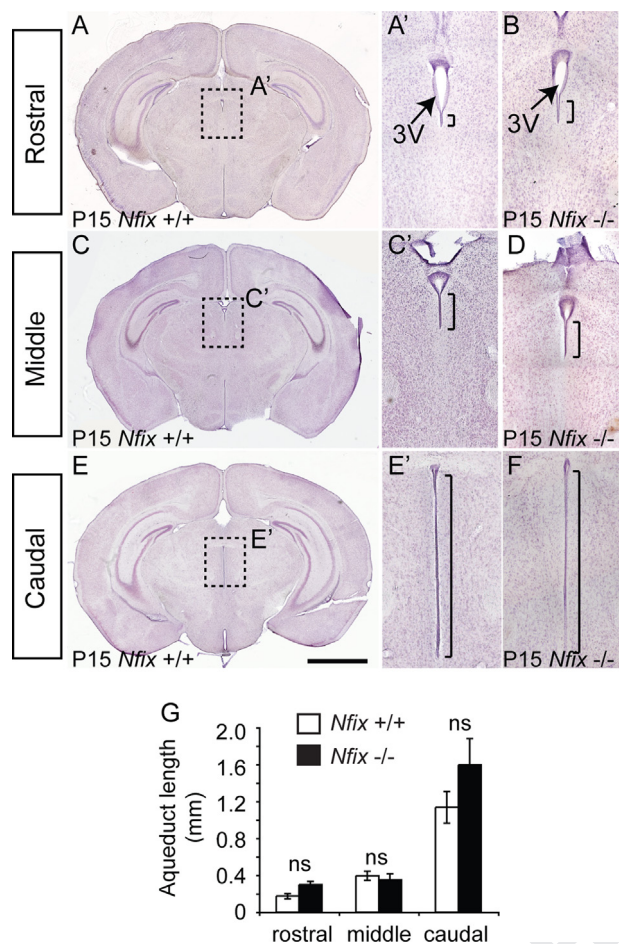 Rostral
A
A’
P15 Nfix +/+
A’
3V
B
3V
P15 Nfix -/-
Middle
C
C’
P15 Nfix +/+
C’
D
P15 Nfix -/-
Caudal
E
E’
P15 Nfix +/+
E’
F
P15 Nfix -/-
G
Aqueduct length
(mm)
2.0
1.6
1.2
0.8
0.4
0
Nfix +/+
Nfix -/-
ns
ns
ns
rostral middle caudal